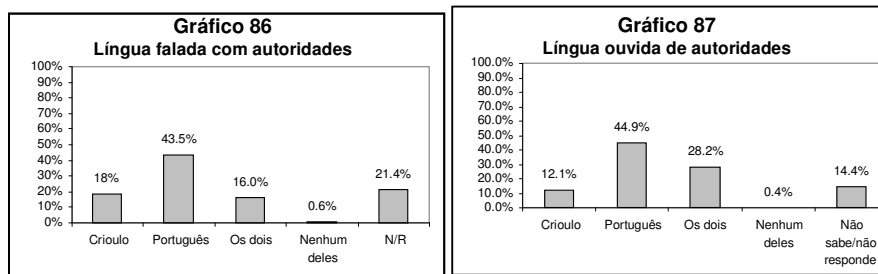 Gráfico 86
Língua falada com autoridades
100%
90%
80%
70%
60%
50%
40%
30%
20%
10%
0%
18%
43.5%
16.0%
0.6%
21.4%
Crioulo
Português
Os dois
Nenhum
deles
N/R
Gráfico 87
Língua ouvida de autoridades
100.0%
90.0%
80.0%
70.0%
60.0%
50.0%
40.0%
30.0%
20.0%
10.0%
0.0%
12.1%
44.9%
28.2%
0.4%
14.4%
Crioulo
Português
Os dois
Nenhum
deles
Não
sabe/não
responde